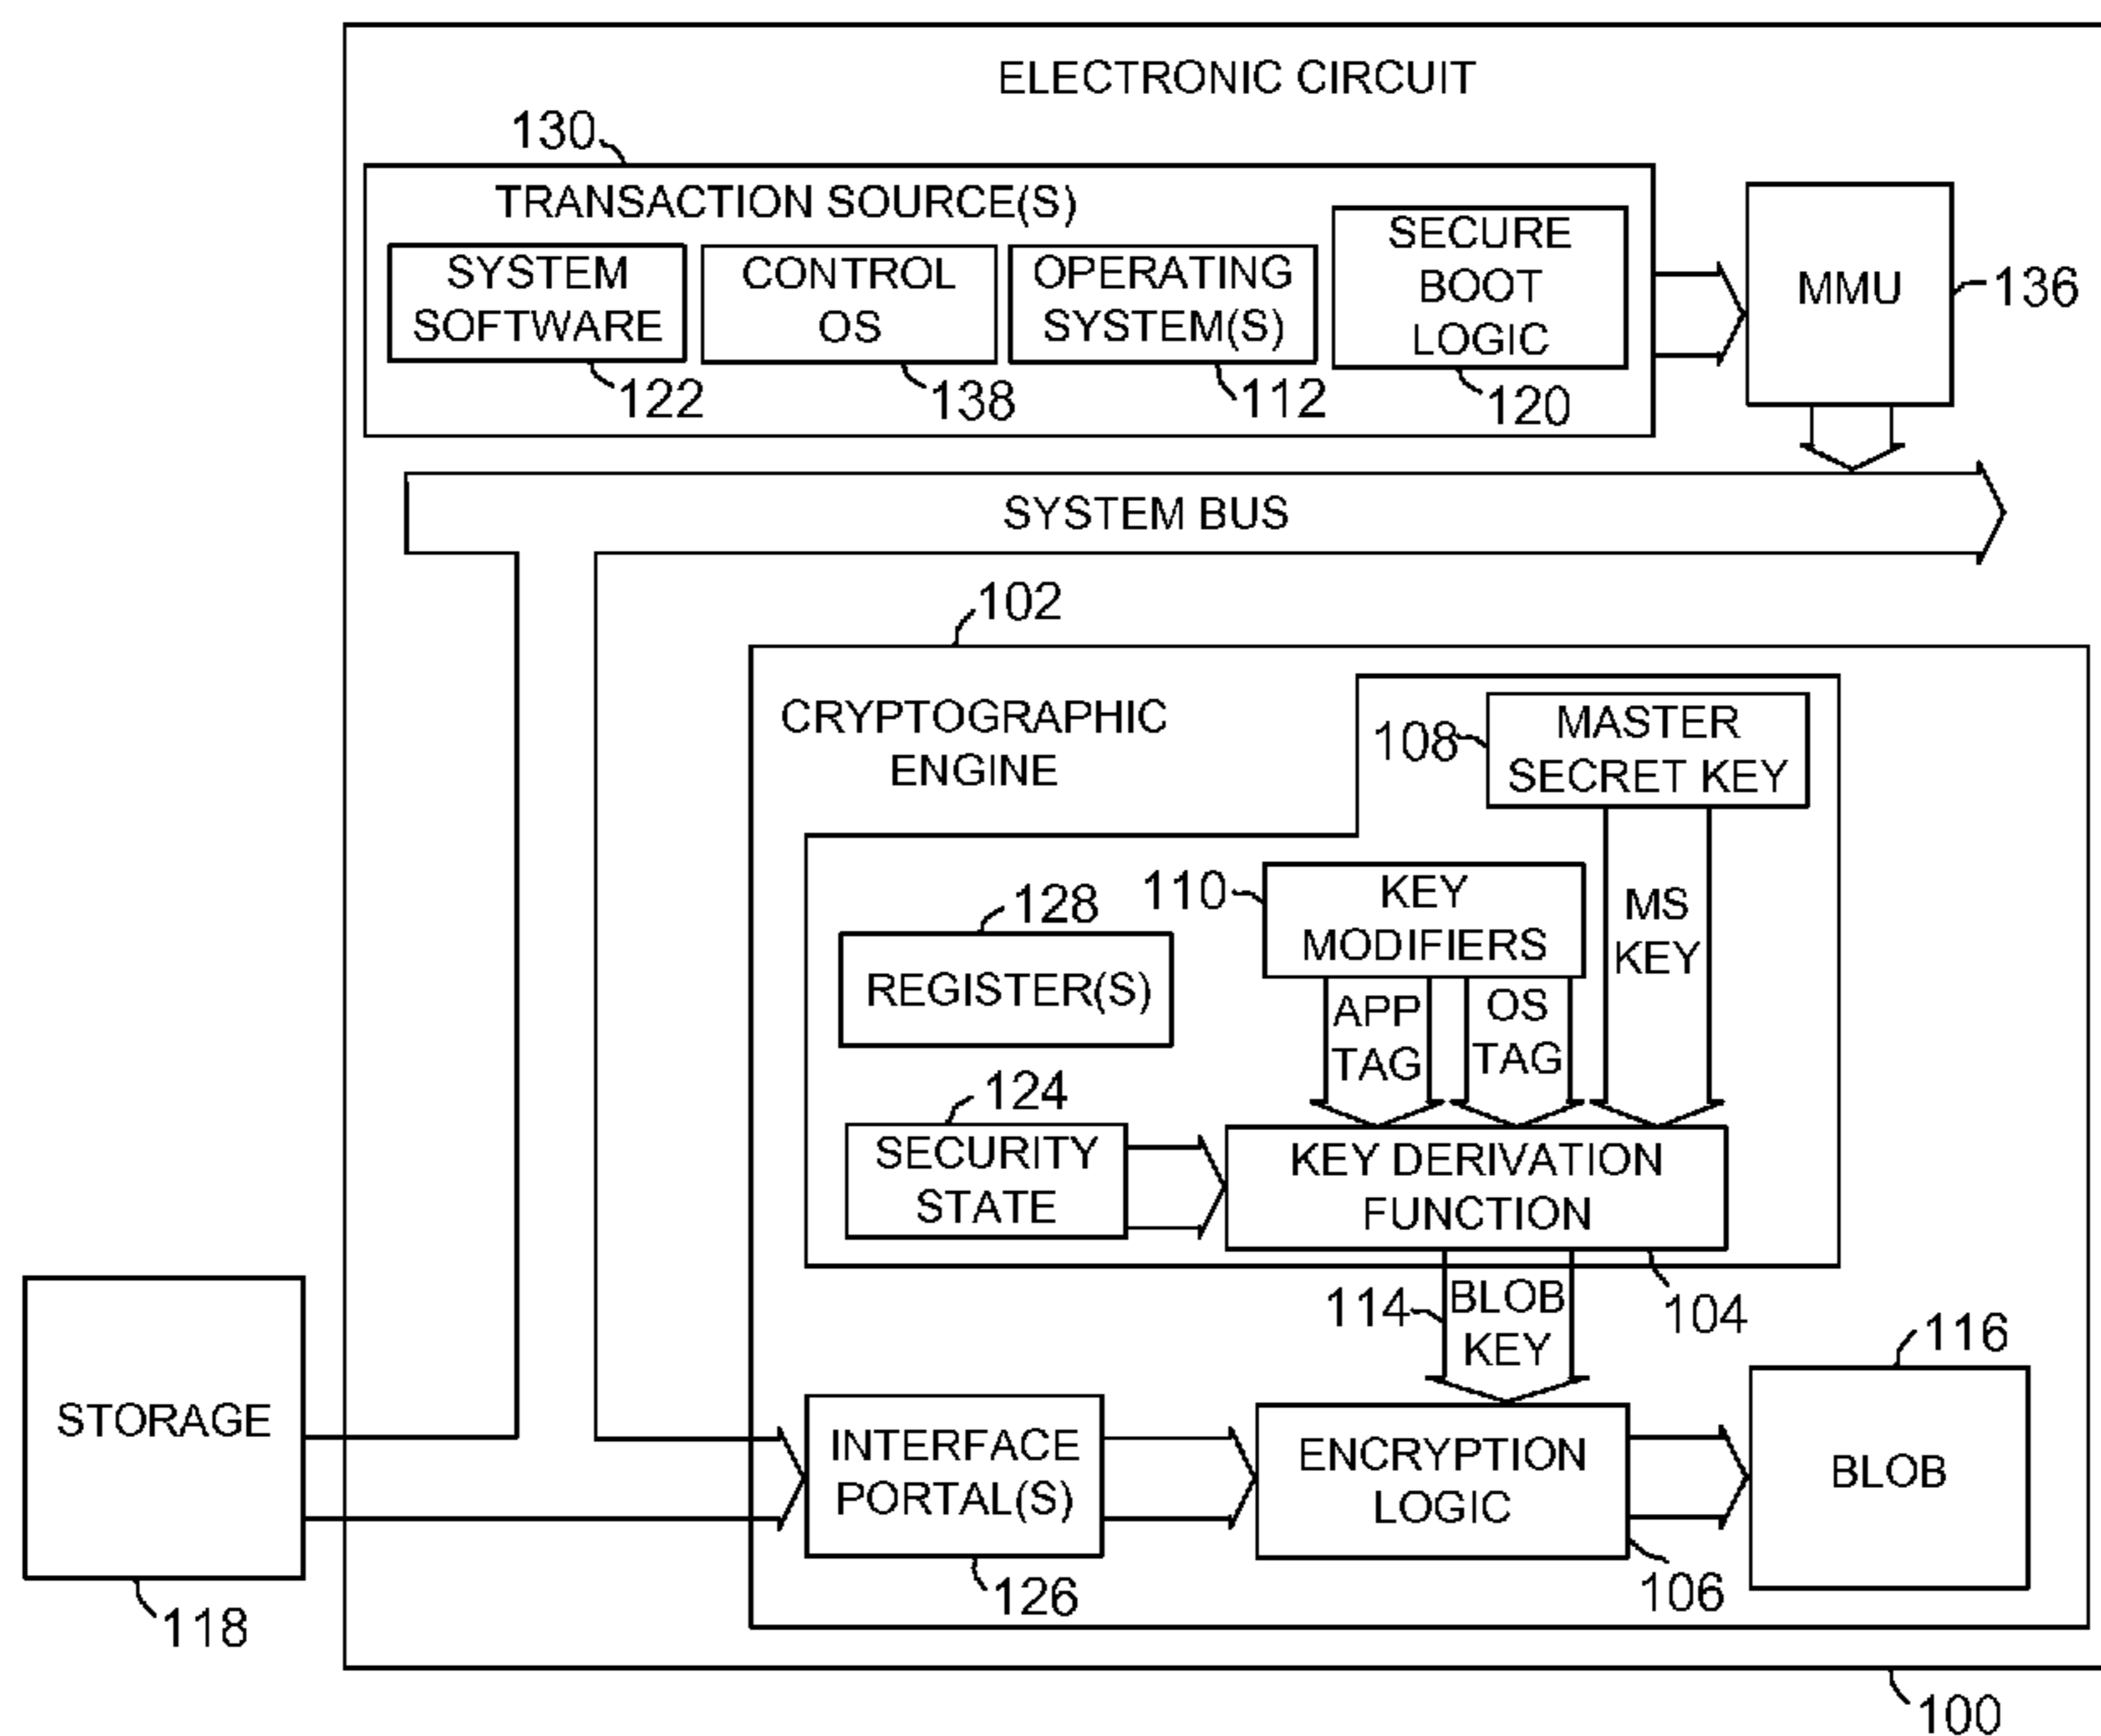 ELECTRONIC CIRCUIT
130
TRANSACTION SOURCE(S)
SYSTEM
SOFTWARE
122
CONTROL
OS
138
OPERATING
SYSTEM(S)
112
SECURE
BOOT
LOGIC
120
MMU
136
SYSTEM BUS
102
CRYPTOGRAPHIC
ENGINE
108
MASTER
SECRET KEY
110
KEY
MODIFIERS
MS
KEY
128
REGISTER(S)
APP
TAG
OS
TAG
124
SECURITY
STATE
KEY DERIVATION
FUNCTION
104
114
BLOB
KEY
116
STORAGE
118
INTERFACE
PORTAL(S)
126
ENCRYPTION
LOGIC
106
BLOB
100